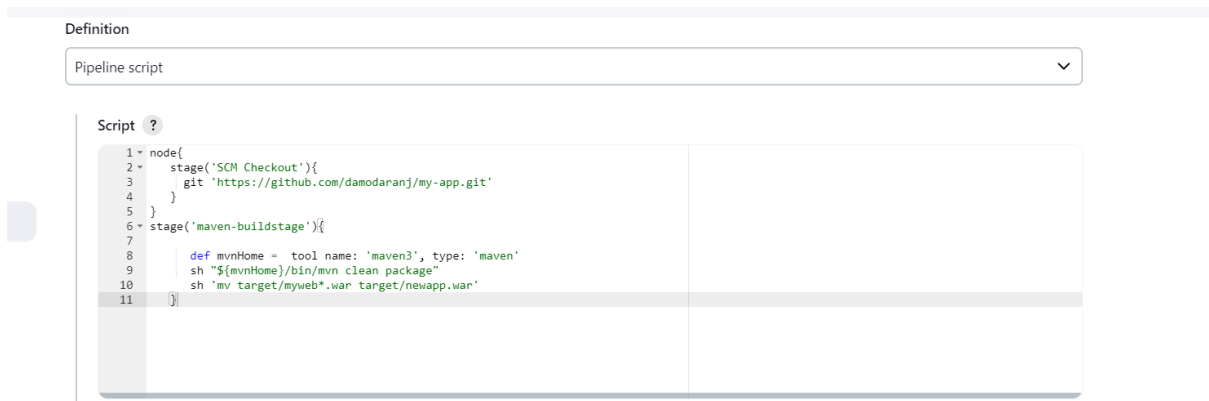 Definition
Pipeline script
Script ?
1 node{
2 stage('SCM Checkout'){
3 git 'https://github.com/damodaranj/my-app.git'
4 }
5 }
6 stage('maven-buildstage'){
7
8 def mvnHome =  tool name: 'maven3', type: 'maven'
9 sh "${mvnHome}/bin/mvn clean package"
10 sh 'mv target/myweb*.war target/newapp.war'
11 }